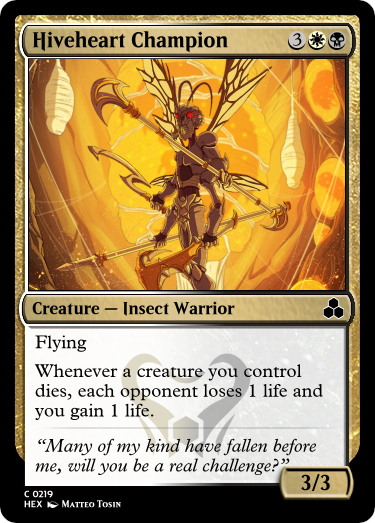 Hiveheart Champion 3
Creature — Insect Warrior
Flying
Whenever a creature you control
dies, each opponent loses 1 life and
you gain 1 life.
“Many of my kind have fallen before
me, will you be a real challenge?”
3/3
C 0219
HEX Matteo Tosin